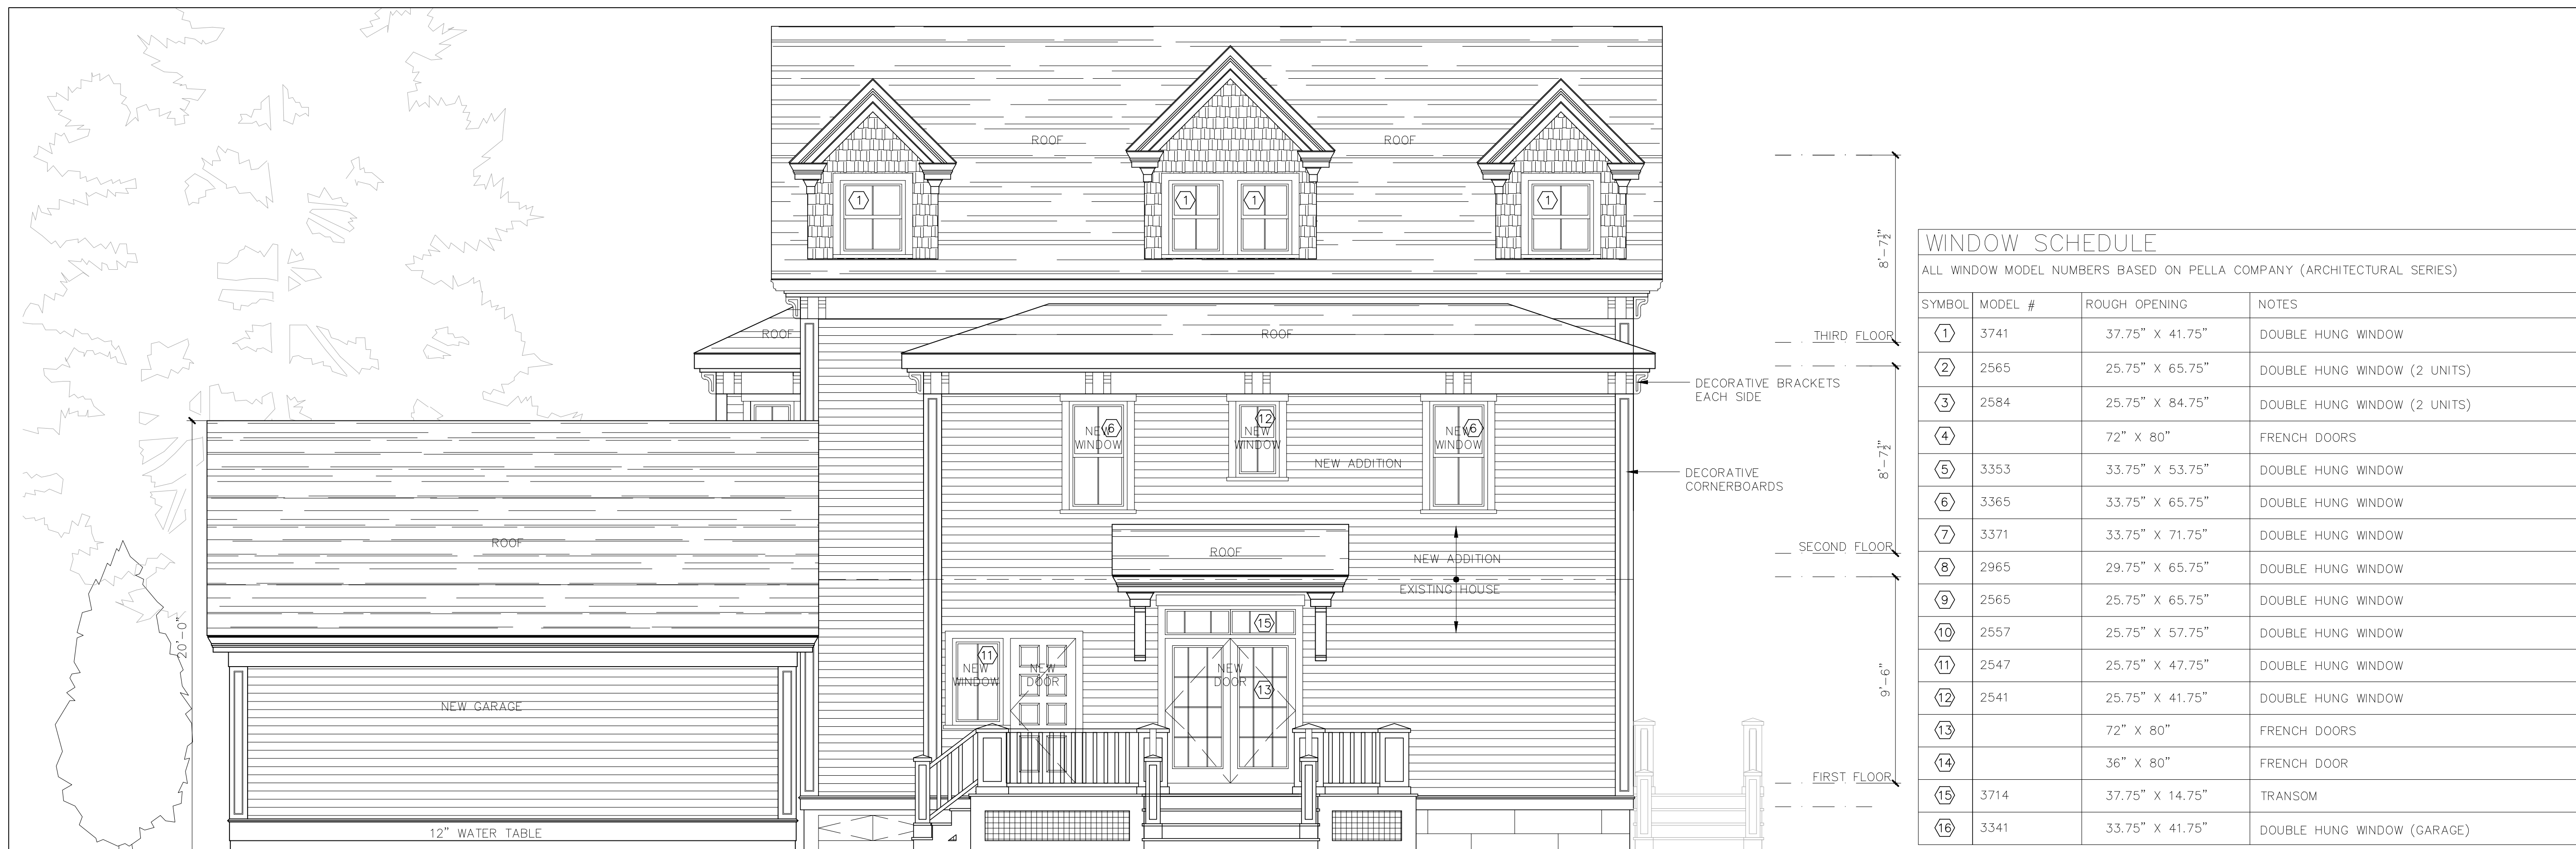 ROOF
ROOF
1
1
1
1
8'-7½"
THIRD FLOOR
ROOF
ROOF
DECORATIVE BRACKETS
EACH SIDE
6
12
6
NEW
WINDOW
NEW
WINDOW
NEW
WINDOW
NEW ADDITION
DECORATIVE
CORNERBOARDS
8'-7½"
ROOF
ROOF
SECOND FLOOR
NEW ADDITION
EXISTING HOUSE
20'-0"
15
11
NEW
WINDOW
NEW
DOOR
NEW
DOOR
13
9'-6"
NEW GARAGE
FIRST FLOOR
12" WATER TABLE
WINDOW SCHEDULE
ALL WINDOW MODEL NUMBERS BASED ON PELLA COMPANY (ARCHITECTURAL SERIES)
SYMBOL MODEL # ROUGH OPENING NOTES
1 3741 37.75" X 41.75" DOUBLE HUNG WINDOW
2 2565 25.75" X 65.75" DOUBLE HUNG WINDOW (2 UNITS)
3 2584 25.75" X 84.75" DOUBLE HUNG WINDOW (2 UNITS)
4 72" X 80" FRENCH DOORS
5 3353 33.75" X 53.75" DOUBLE HUNG WINDOW
6 3365 33.75" X 65.75" DOUBLE HUNG WINDOW
7 3371 33.75" X 71.75" DOUBLE HUNG WINDOW
8 2965 29.75" X 65.75" DOUBLE HUNG WINDOW
9 2565 25.75" X 65.75" DOUBLE HUNG WINDOW
10 2557 25.75" X 57.75" DOUBLE HUNG WINDOW
11 2547 25.75" X 47.75" DOUBLE HUNG WINDOW
12 2541 25.75" X 41.75" DOUBLE HUNG WINDOW
13 72" X 80" FRENCH DOORS
14 36" X 80" FRENCH DOOR
15 3714 37.75" X 14.75" TRANSOM
16 3341 33.75" X 41.75" DOUBLE HUNG WINDOW (GARAGE)